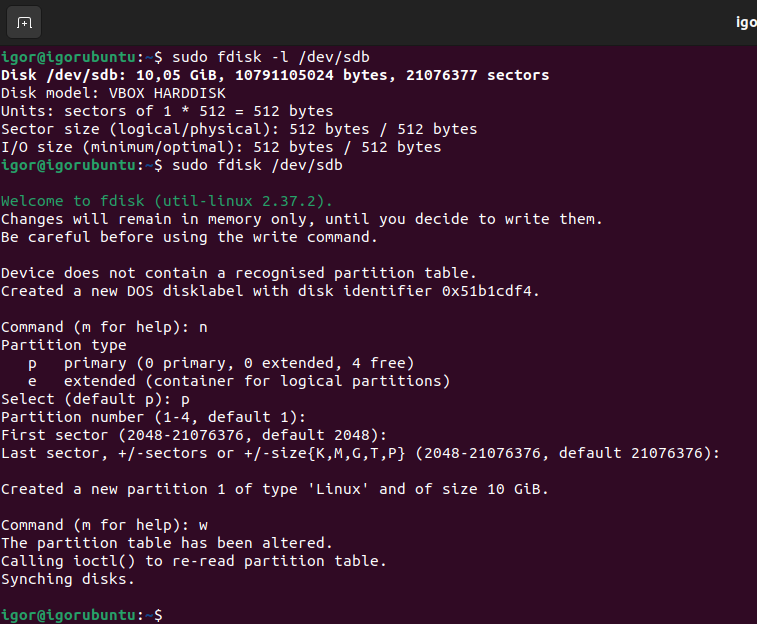 igo
igor@igorubuntu:~$ sudo fdisk -l /dev/sdb
Disk /dev/sdb: 10,05 GiB, 10791105024 bytes, 21076377 sectors
Disk model: VBOX HARDDISK
Units: sectors of 1 * 512 = 512 bytes
Sector size (logical/physical): 512 bytes / 512 bytes
I/O size (minimum/optimal): 512 bytes / 512 bytes
igor@igorubuntu:~$ sudo fdisk /dev/sdb
Welcome to fdisk (util-linux 2.37.2).
Changes will remain in memory only, until you decide to write them.
Be careful before using the write command.
Device does not contain a recognised partition table.
Created a new DOS disklabel with disk identifier 0x51b1cdf4.
Command (m for help): n
Partition type
p   primary (0 primary, 0 extended, 4 free)
e   extended (container for logical partitions)
Select (default p): p
Partition number (1-4, default 1):
First sector (2048-21076376, default 2048):
Last sector, +/-sectors or +/-size{K,M,G,T,P} (2048-21076376, default 21076376):
Created a new partition 1 of type 'Linux' and of size 10 GiB.
Command (m for help): w
The partition table has been altered.
Calling ioctl() to re-read partition table.
Synching disks.
igor@igorubuntu:~$